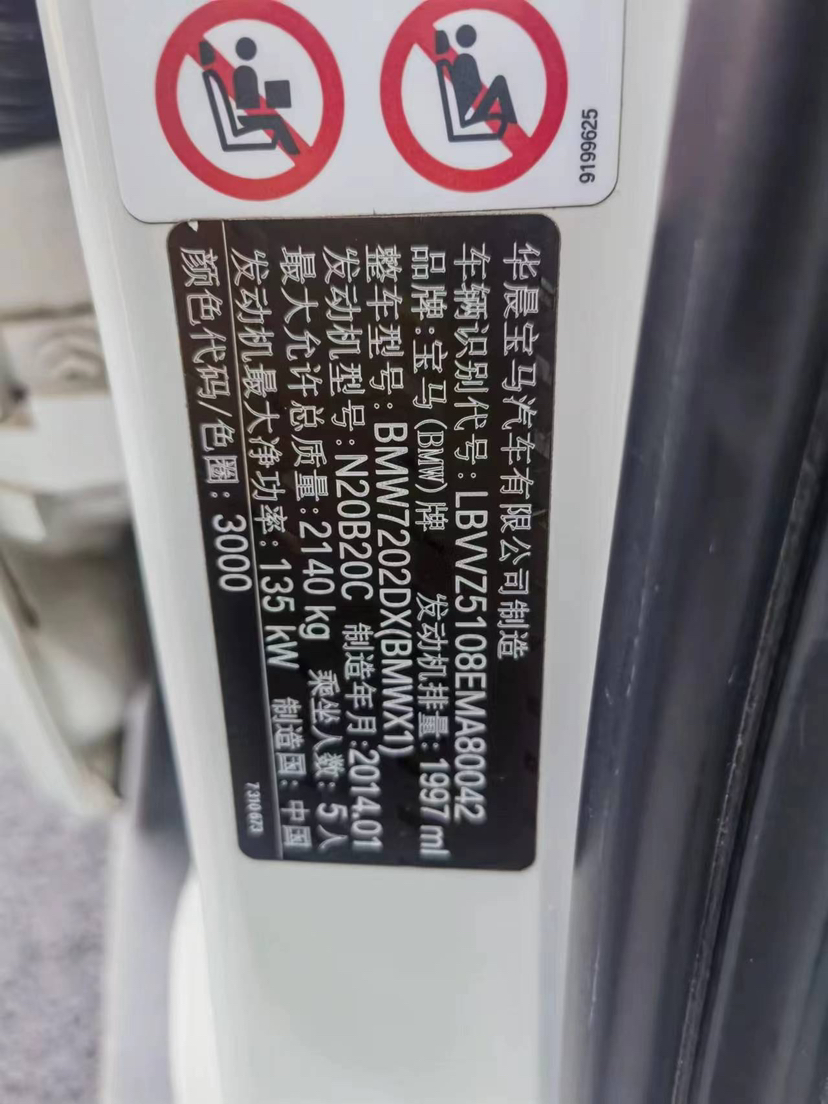 9199625
华晨宝马汽车有限公司制造
车辆识别代号:LBVVZ5108EMA80042
品牌:宝马(BMW)牌 发动机排量:1997 ml
整车型号:BMW7202DX(BMWX1)
发动机型号:N20B20C 制造年月:2014.01
最大允许总质量:2140 kg 乘坐人数:5人
发动机最大净功率:135 kW 制造国:中国
颜色代码/色圈:3000
7 310 673